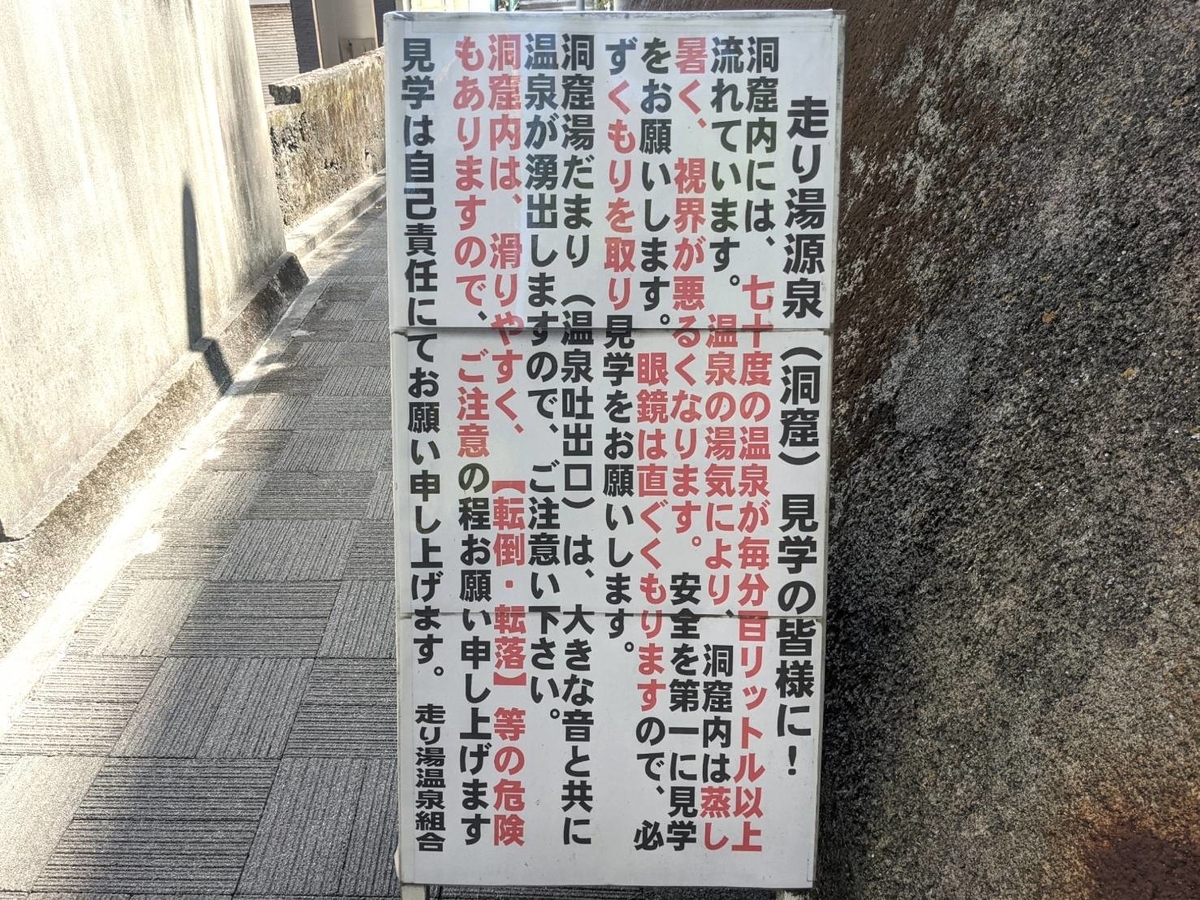 走り湯源泉（洞窟）見学の皆様に！
洞窟内には、七十度の温泉が毎分百リットル以上
流れています。温泉の湯気により、洞窟内は蒸し
暑く、視界が悪るくなります。安全を第一に見学
をお願いします。眼鏡は直ぐくもりますので、必
ずくもりを取り見学をお願いします。
洞窟湯だまり（温泉吐出口）は、大きな音と共に
温泉が湧出しますので、ご注意い下さい。
洞窟内は、滑りやすく、【転倒・転落】等の危険
もありますので、ご注意の程お願い申し上げます
見学は自己責任にてお願い申し上げます。 走り湯温泉組合